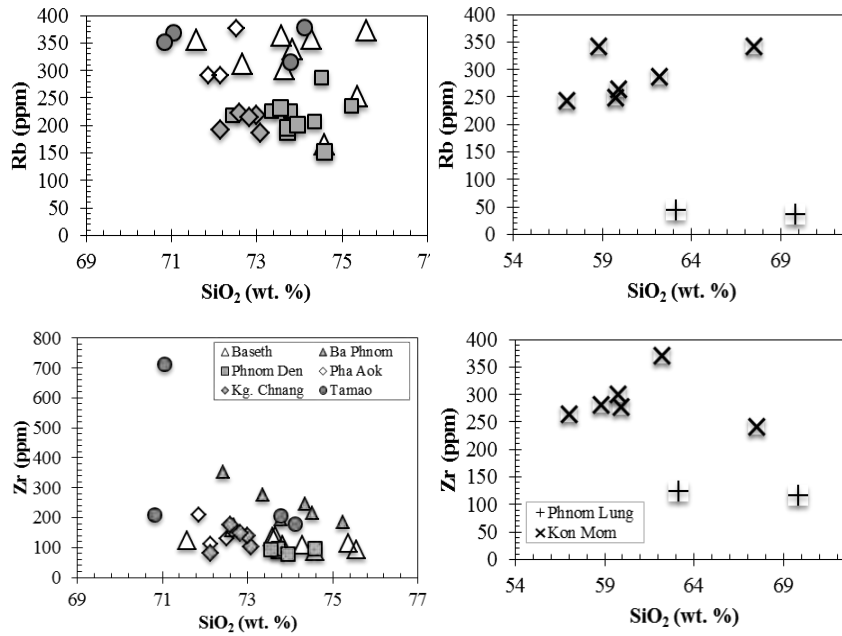 400
350
300
250
200
150
100
50
0
Rb (ppm)
69 71 73 75 77
SiO₂ (wt. %)
400
350
300
250
200
150
100
50
0
Rb (ppm)
54 59 64 69
SiO₂ (wt. %)
800
700
600
500
400
300
200
100
0
Zr (ppm)
Baseth Ba Phnom
Phnom Den Pha Aok
Kg. Chnang Tamao
69 71 73 75 77
SiO₂ (wt. %)
400
350
300
250
200
150
100
50
0
Zr (ppm)
Phnom Lung
Kon Mom
54 59 64 69
SiO₂ (wt. %)